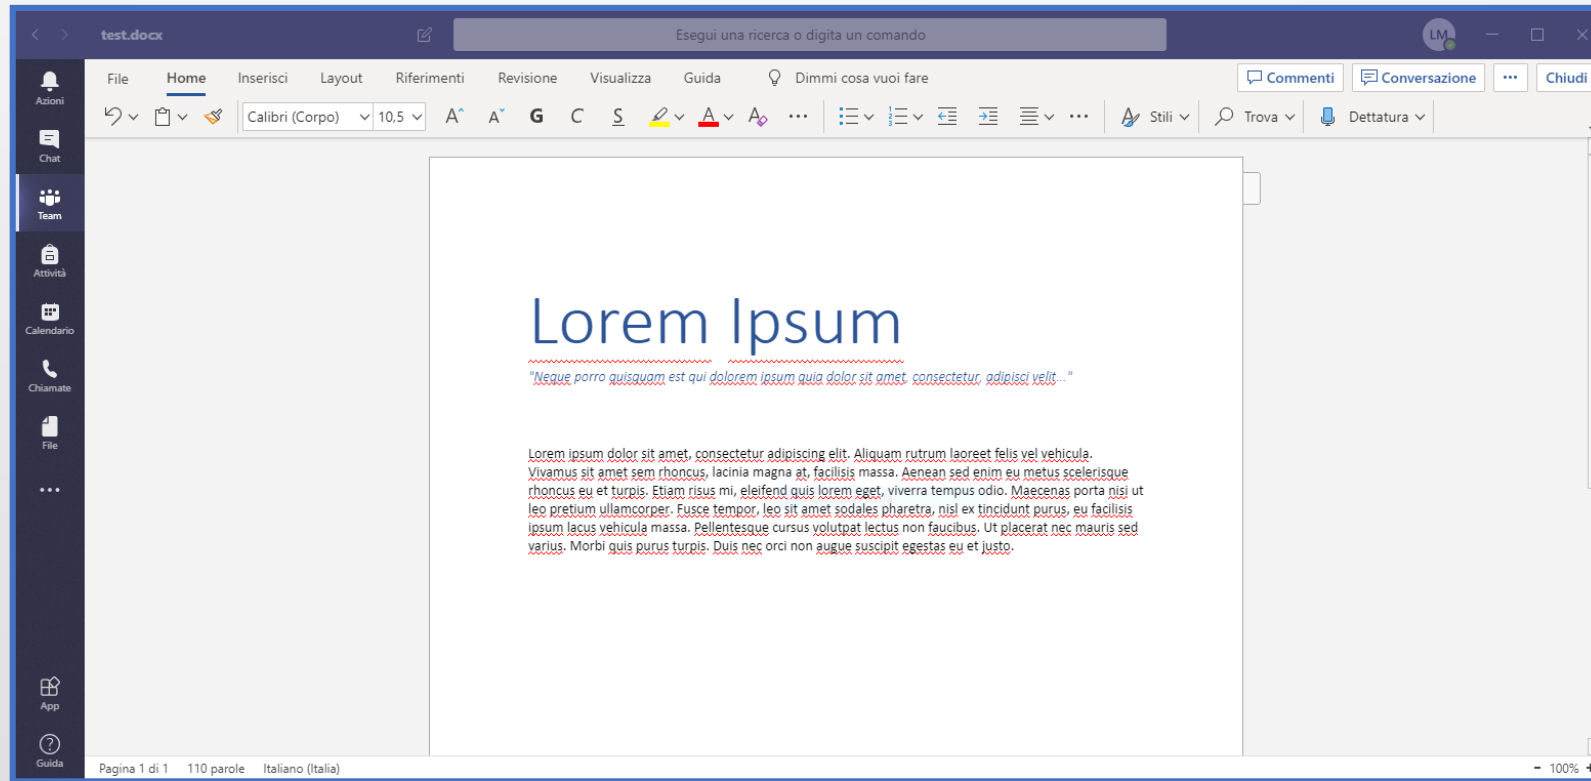 test.docx
Esegui una ricerca o digita un comando
LM
Azioni
Chat
Team
Attività
Calendario
Chiamate
File
App
Guida
File Home Inserisci Layout Riferimenti Revisione Visualizza Guida Dimmi cosa vuoi fare
Commenti Conversazione Chiudi
Calibri (Corpo) 10,5 A A G C S A A Stili Trova Dettatura
Lorem Ipsum
"Neque porro quisquam est qui dolorem ipsum quia dolor sit amet, consectetur, adipisci velit..."
Lorem ipsum dolor sit amet, consectetur adipiscing elit. Aliquam rutrum laoreet felis vel vehicula.
Vivamus sit amet sem rhoncus, lacinia magna at, facilisis massa. Aenean sed enim eu metus scelerisque
rhoncus eu et turpis. Etiam risus mi, eleifend quis lorem eget, viverra tempus odio. Maecenas porta nisi ut
leo pretium ullamcorper. Fusce tempor, leo sit amet sodales pharetra, nisl ex tincidunt purus, eu facilisis
ipsum lacus vehicula massa. Pellentesque cursus volutpat lectus non faucibus. Ut placerat nec mauris sed
varius. Morbi quis purus turpis. Duis nec orci non augue suscipit egestas eu et justo.
Pagina 1 di 1 110 parole Italiano (Italia)
- 100% +